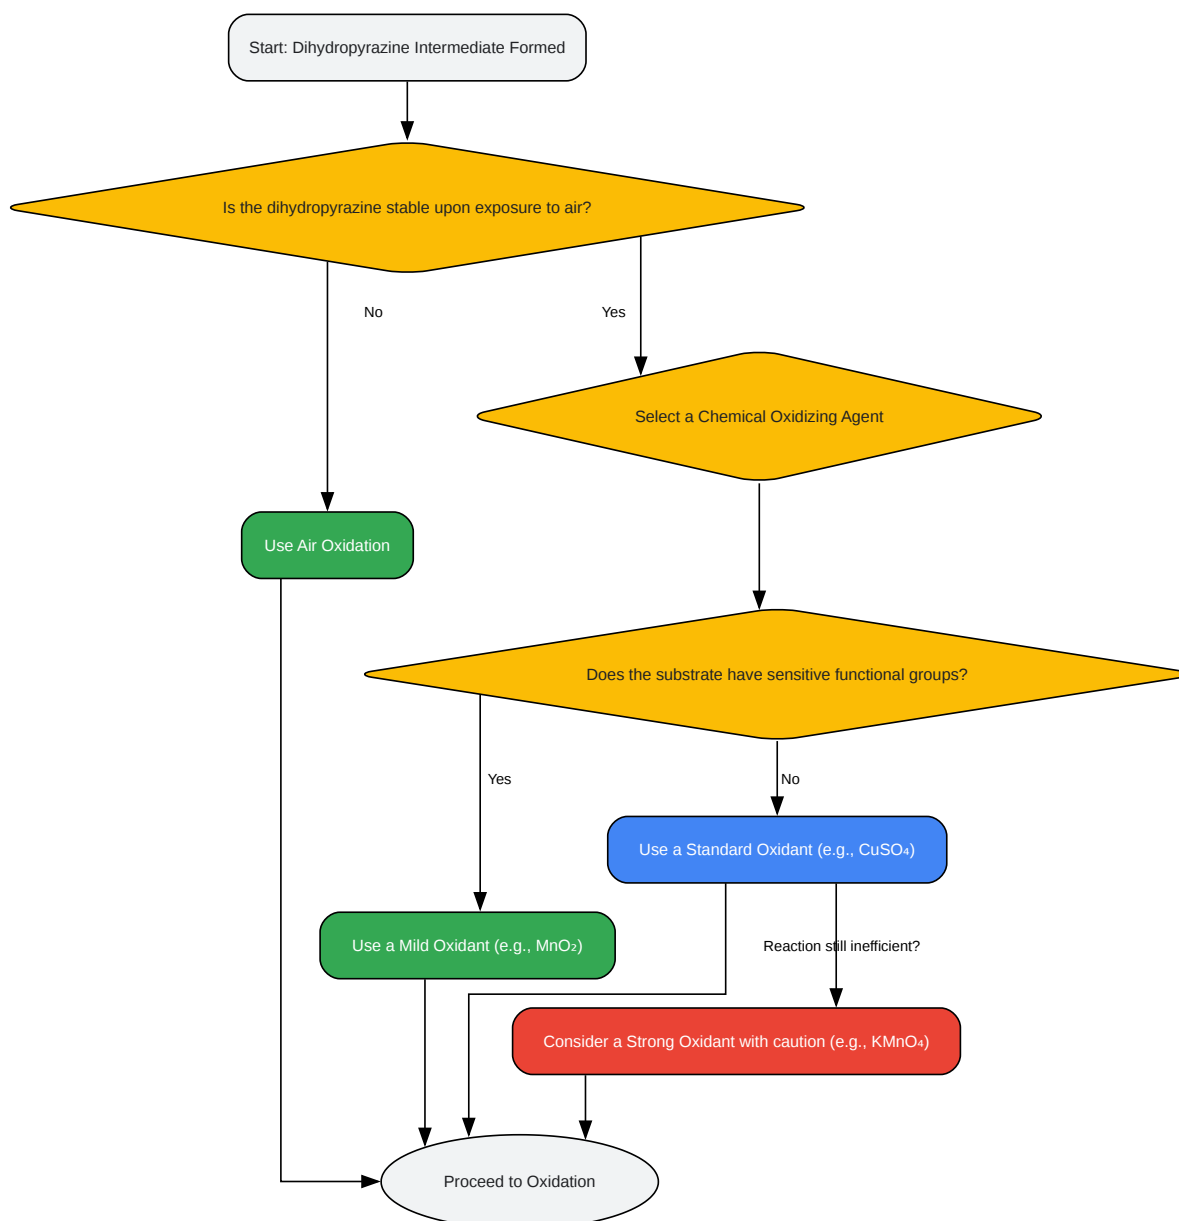 Start: Dihydropyrazine Intermediate Formed
Is the dihydropyrazine stable upon exposure to air?
No
Yes
Select a Chemical Oxidizing Agent
Use Air Oxidation
Does the substrate have sensitive functional groups?
Yes
No
Use a Standard Oxidant (e.g., CuSO₄)
Use a Mild Oxidant (e.g., MnO₂)
Reaction still inefficient?
Consider a Strong Oxidant with caution (e.g., KMnO₄)
Proceed to Oxidation